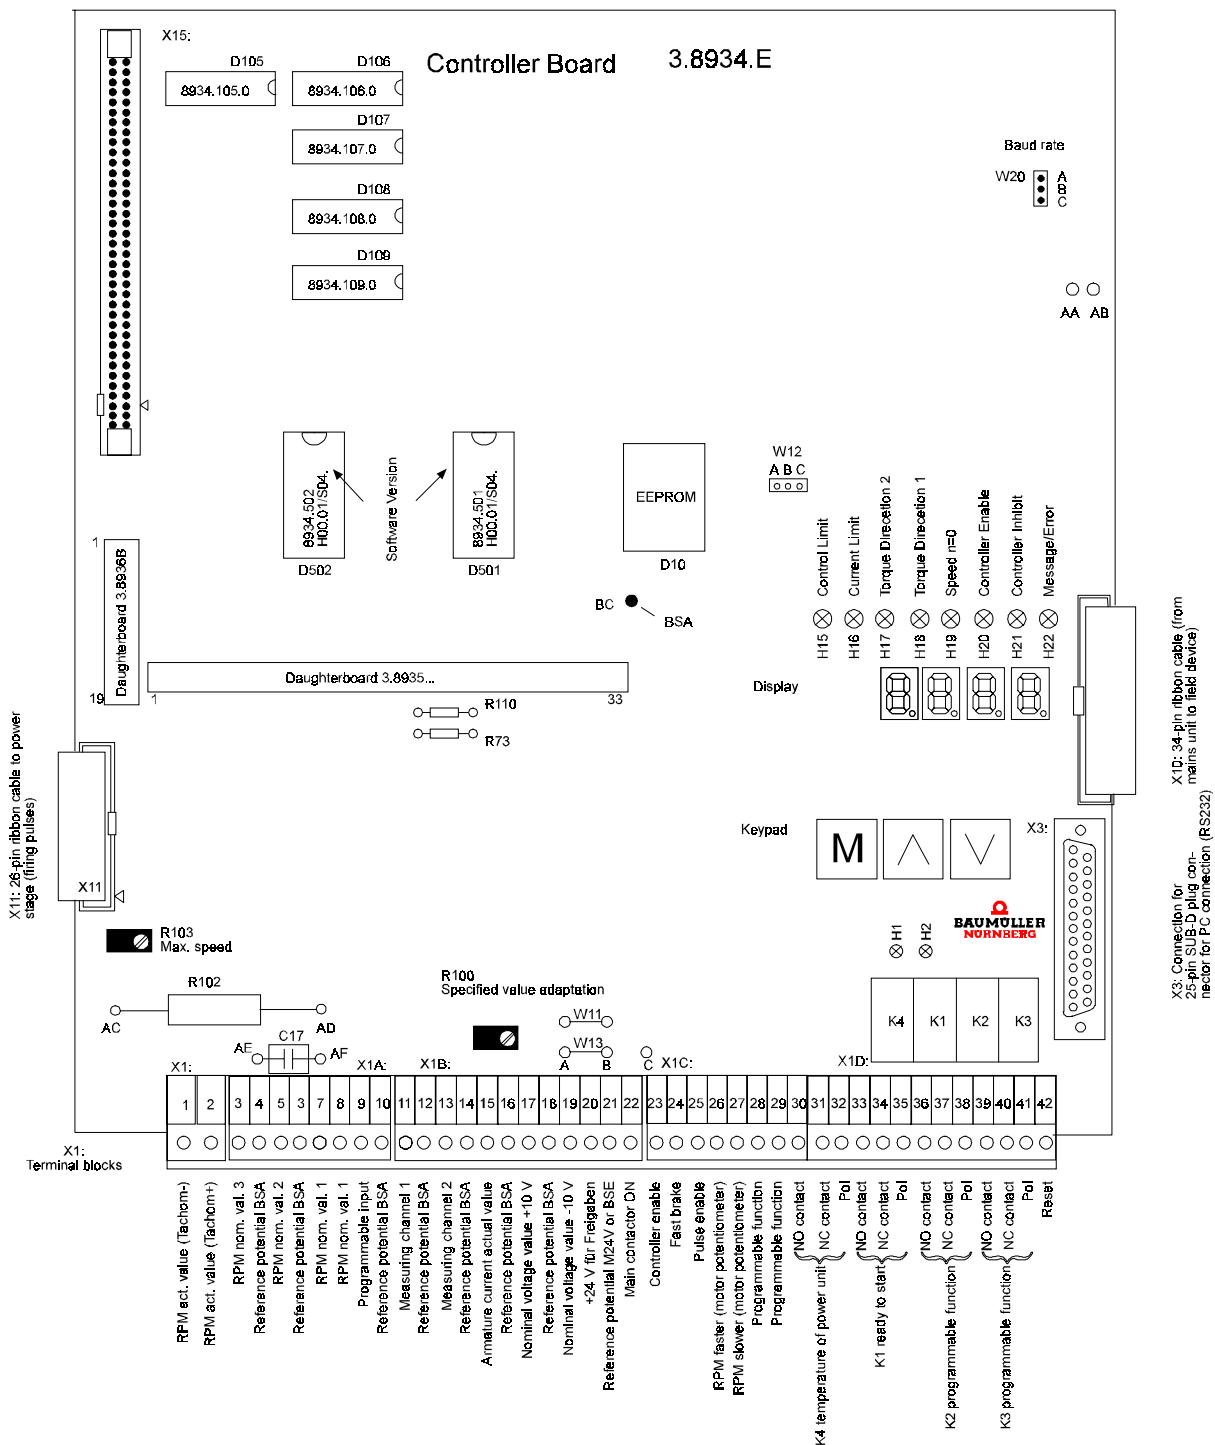 X15:
Controller Board 3.8934.E
D105
8934.105.0
D106
8934.106.0
D107
8934.107.0
D108
8934.108.0
D109
8934.109.0
Baud rate
W20
A
B
C
AA AB
8934.502
H00.01/S04.
D502
Software Version
8934.501
H00.01/S04.
D501
EEPROM
D10
W12
A B C
BC
BSA
Control Limit
Current Limit
Torque Direcetion 2
Torque Direcetion 1
Speed n=0
Controller Enable
Controller Inhibit
Message/Error
H15
H16
H17
H18
H19
H20
H21
H22
1
Daughterboard 3.8936B
19
Daughterboard 3.8935...
1
33
R110
R73
Display
X10: 34-pin ribbon cable (from
mains unit to field device)
X11: 26-pin ribbon cable to power
stage (firing pulses)
X11
Keypad
M
X3:
X3: Connection for
25-pin SUB-D plug con-
nector for PC connection (RS232)
BAUMÜLLER
NÜRNBERG
H1
H2
R103
Max. speed
R102
AC
AD
R100
Specified value adaptation
W11
W13
A
B
C
C17
AE
AF
K4
K1
K2
K3
X1:
X1A:
X1B:
X1C:
X1D:
1 2 3 4 5 3 7 8 9 10 11 12 13 14 15 16 17 18 19 20 21 22 23 24 25 26 27 28 29 30 31 32 33 34 35 36 37 38 39 40 41 42
X1:
Terminal blocks
RPM act. value (Tachom-)
RPM act. value (Tachom+)
RPM nom. val. 3
Reference potential BSA
RPM nom. val. 2
Reference potential BSA
RPM nom. val. 1
RPM nom. val. 1
Programmable input
Reference potential BSA
Measuring channel 1
Reference potential BSA
Measuring channel 2
Reference potential BSA
Armature current actual value
Reference potential BSA
Nominal voltage value +10 V
Reference potential BSA
Nominal voltage value -10 V
+24 V für Freigaben
Reference potential M24V or BSE
Main contactor ON
Controller enable
Fast brake
Pulse enable
RPM faster (motor potentiometer)
RPM slower (motor potentiometer)
Programmable function
Programmable function
NO contact
NC contact
Pol
K4 temperature of power unit
NO contact
NC contact
Pol
K1 ready to start
NO contact
NC contact
Pol
K2 programmable function
NO contact
NC contact
Pol
K3 programmable function
Reset